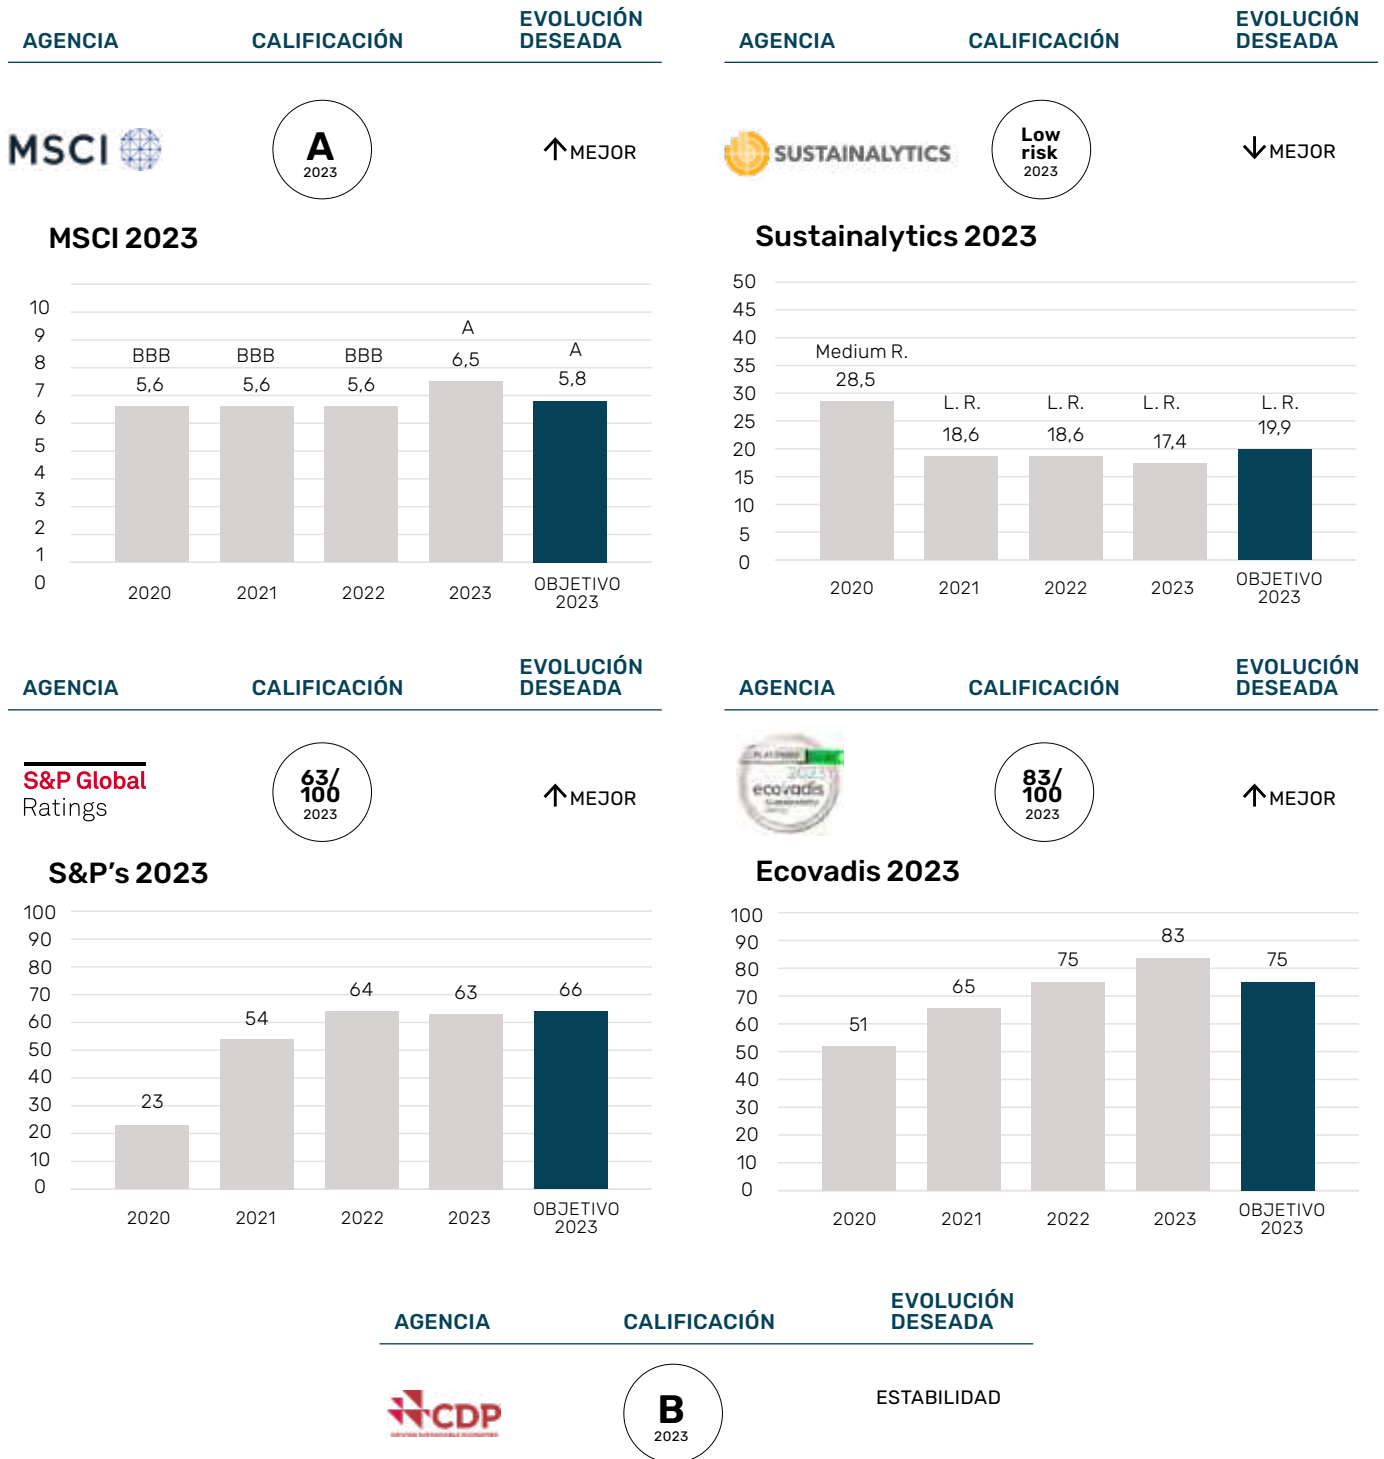 AGENCIA
CALIFICACIÓN
EVOLUCIÓN
DESEADA
MSCI
A
2023
MEJOR
MSCI 2023
10
9
8
7
6
5
4
3
2
1
0
BBB
5,6
BBB
5,6
BBB
5,6
A
6,5
A
5,8
2020
2021
2022
2023
OBJETIVO
2023
AGENCIA
CALIFICACIÓN
EVOLUCIÓN
DESEADA
SUSTAINALYTICS
Low
risk
2023
MEJOR
Sustainalytics 2023
50
45
40
35
30
25
20
15
10
5
0
Medium R.
28,5
L. R.
18,6
L. R.
18,6
L. R.
17,4
L. R.
19,9
2020
2021
2022
2023
OBJETIVO
2023
AGENCIA
CALIFICACIÓN
EVOLUCIÓN
DESEADA
S&P Global
Ratings
63/
100
2023
MEJOR
S&P's 2023
100
90
80
70
60
50
40
30
20
10
0
23
54
64
63
66
2020
2021
2022
2023
OBJETIVO
2023
AGENCIA
CALIFICACIÓN
EVOLUCIÓN
DESEADA
PLATINUM
2023
ecovadis
Sustainability
83/
100
2023
MEJOR
Ecovadis 2023
100
90
80
70
60
50
40
30
20
10
0
51
65
75
83
75
2020
2021
2022
2023
OBJETIVO
2023
AGENCIA
CALIFICACIÓN
EVOLUCIÓN
DESEADA
CDP
B
2023
ESTABILIDAD